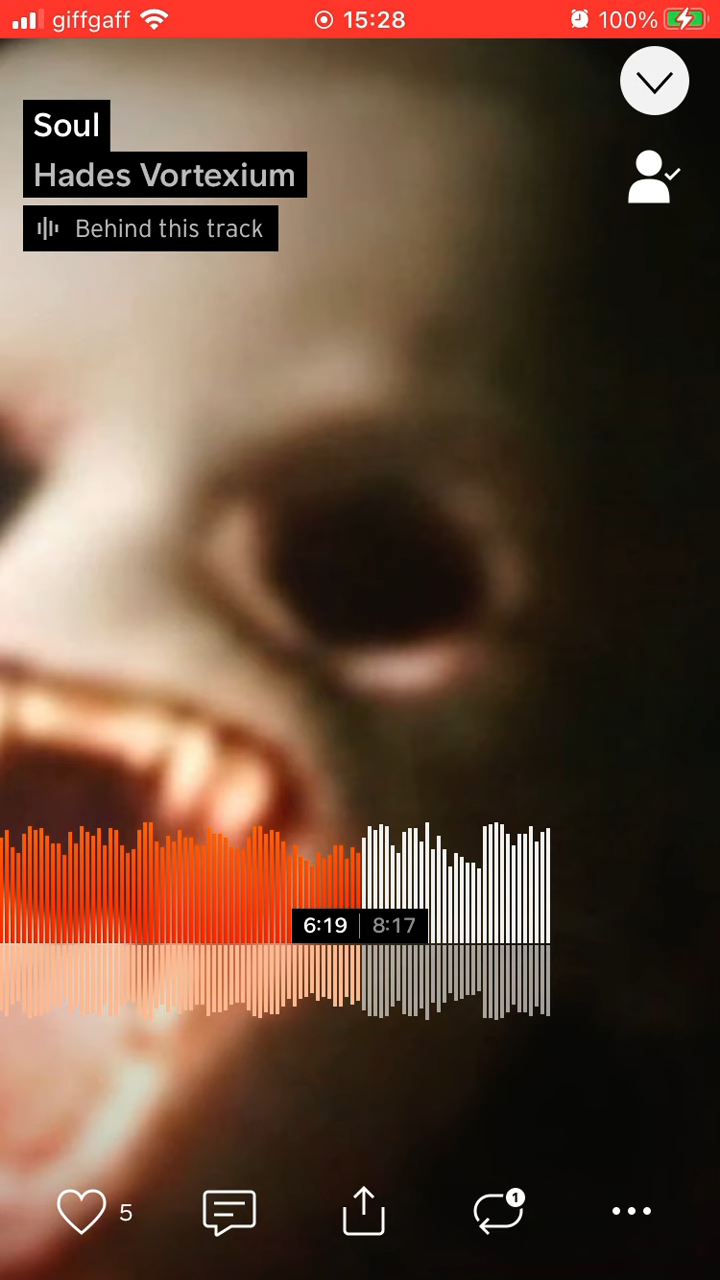 giffgaff 15:28 100%
Soul
Hades Vortexium
Behind this track
6:19 8:17
5 1